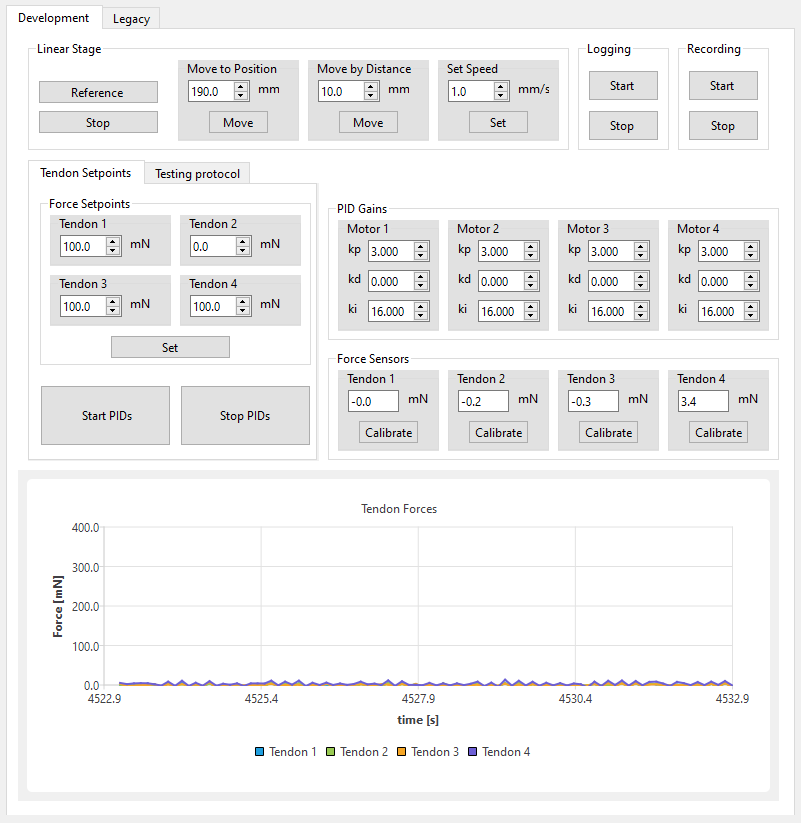 Development Legacy
Linear Stage Logging Recording
Move to Position Move by Distance Set Speed
Reference 190.0 mm 10.0 mm 1.0 mm/s Start Start
Stop Move Move Set Stop Stop
Tendon Setpoints Testing protocol
Force Setpoints
Tendon 1 Tendon 2
100.0 mN 0.0 mN
Tendon 3 Tendon 4
100.0 mN 100.0 mN
Set
Start PIDs Stop PIDs
PID Gains
Motor 1 Motor 2 Motor 3 Motor 4
kp 3.000 kp 3.000 kp 3.000 kp 3.000
kd 0.000 kd 0.000 kd 0.000 kd 0.000
ki 16.000 ki 16.000 ki 16.000 ki 16.000
Force Sensors
Tendon 1 Tendon 2 Tendon 3 Tendon 4
-0.0 mN -0.2 mN -0.3 mN 3.4 mN
Calibrate Calibrate Calibrate Calibrate
Tendon Forces
Force [mN]
400.0
300.0
200.0
100.0
0.0
4522.9 4525.4 4527.9 4530.4 4532.9
time [s]
Tendon 1 Tendon 2 Tendon 3 Tendon 4